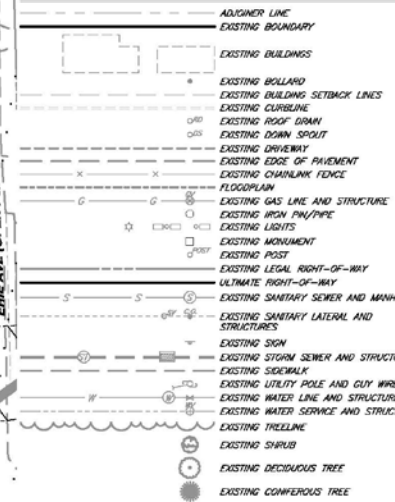 ADJOINER LINE
EXISTING BOUNDARY
EXISTING BUILDINGS
EXISTING BOLLARD
EXISTING BUILDING SETBACK LINES
EXISTING CURBLINE
RD EXISTING ROOF DRAIN
DS EXISTING DOWN SPOUT
EXISTING DRIVEWAY
EXISTING EDGE OF PAVEMENT
X X EXISTING CHAINLINK FENCE
FLOODPLAIN
G G GV EXISTING GAS LINE AND STRUCTURE
EXISTING IRON PIN/PIPE
EXISTING LIGHTS
EXISTING MONUMENT
POST EXISTING POST
EXISTING LEGAL RIGHT-OF-WAY
ULTIMATE RIGHT-OF-WAY
S S S EXISTING SANITARY SEWER AND MANH
SV C.O. EXISTING SANITARY LATERAL AND
STRUCTURES
EXISTING SIGN
ST EXISTING STORM SEWER AND STRUCT
EXISTING SIDEWALK
EXISTING UTILITY POLE AND GUY WIRE
W W EXISTING WATER LINE AND STRUCTURE
EXISTING WATER SERVICE AND STRUC
EXISTING TREELINE
EXISTING SHRUB
EXISTING DECIDUOUS TREE
EXISTING CONIFEROUS TREE